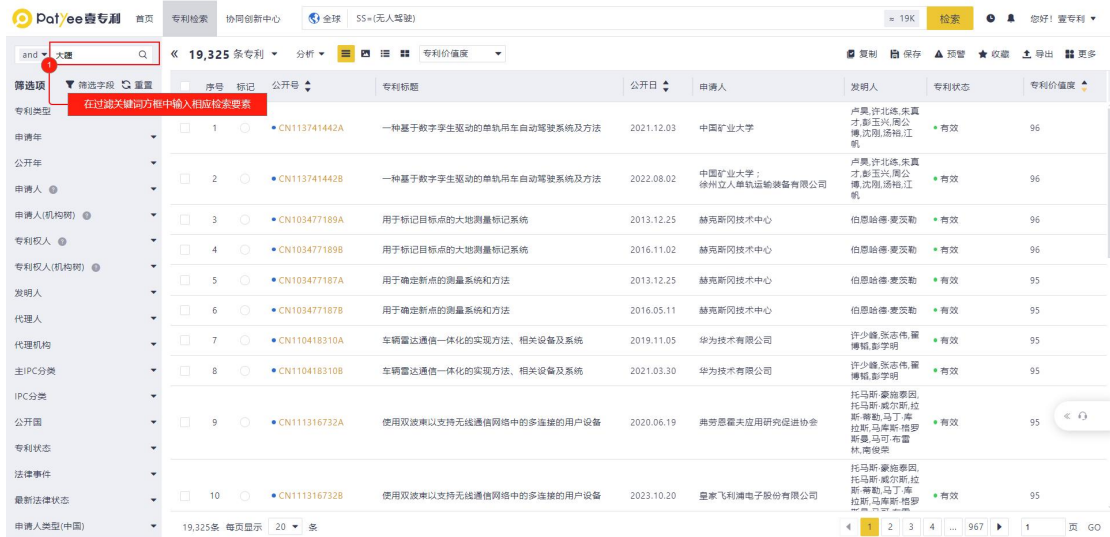 Patyee壹专利 首页 专利检索 协同创新中心 全球 SS=(无人驾驶) ≈ 19K 检索 您好！壹专利
and 大疆
« 19,325 条专利 分析 专利价值度 复制 保存 预警 收藏 导出 更多
1
筛选项 筛选字段 重置
在过滤关键词方框中输入相应检索要素
序号 标记 公开号 专利标题 公开日 申请人 发明人 专利状态 专利价值度
专利类型
申请年
公开年
申请人
申请人(机构树)
专利权人
专利权人(机构树)
发明人
代理人
代理机构
主IPC分类
IPC分类
公开国
专利状态
法律事件
最新法律状态
申请人类型(中国)
1 CN113741442A 一种基于数字孪生驱动的单轨吊车自动驾驶系统及方法 2021.12.03 中国矿业大学 卢昊,许北练,朱真才,彭玉兴,周公博,沈刚,汤裕,江帆 有效 96
2 CN113741442B 一种基于数字孪生驱动的单轨吊车自动驾驶系统及方法 2022.08.02 中国矿业大学； 徐州立人单轨运输装备有限公司 卢昊,许北练,朱真才,彭玉兴,周公博,沈刚,汤裕,江帆 有效 96
3 CN103477189A 用于标记目标点的大地测量标记系统 2013.12.25 赫克斯冈技术中心 伯恩哈德·麦茨勒 有效 96
4 CN103477189B 用于标记目标点的大地测量标记系统 2016.11.02 赫克斯冈技术中心 伯恩哈德·麦茨勒 有效 96
5 CN103477187A 用于确定新点的测量系统和方法 2013.12.25 赫克斯冈技术中心 伯恩哈德·麦茨勒 有效 95
6 CN103477187B 用于确定新点的测量系统和方法 2016.05.11 赫克斯冈技术中心 伯恩哈德·麦茨勒 有效 95
7 CN110418310A 车辆雷达通信一体化的实现方法、相关设备及系统 2019.11.05 华为技术有限公司 许少峰,张志伟,翟博韬,彭学明 有效 95
8 CN110418310B 车辆雷达通信一体化的实现方法、相关设备及系统 2021.03.30 华为技术有限公司 许少峰,张志伟,翟博韬,彭学明 有效 95
9 CN111316732A 使用双波束以支持无线通信网络中的多连接的用户设备 2020.06.19 弗劳恩霍夫应用研究促进协会 托马斯·豪施泰因,托马斯·威尔斯,拉斯·蒂勒,马丁·库拉斯,马库斯·格罗斯曼,马可·布雷林,南俊荣 有效 95
10 CN111316732B 使用双波束以支持无线通信网络中的多连接的用户设备 2023.10.20 皇家飞利浦电子股份有限公司 托马斯·豪施泰因,托马斯·威尔斯,拉斯·蒂勒,马丁·库拉斯,马库斯·格罗 有效 95
19,325条 每页显示 20 条 1 2 3 4 ... 967 1 页 GO